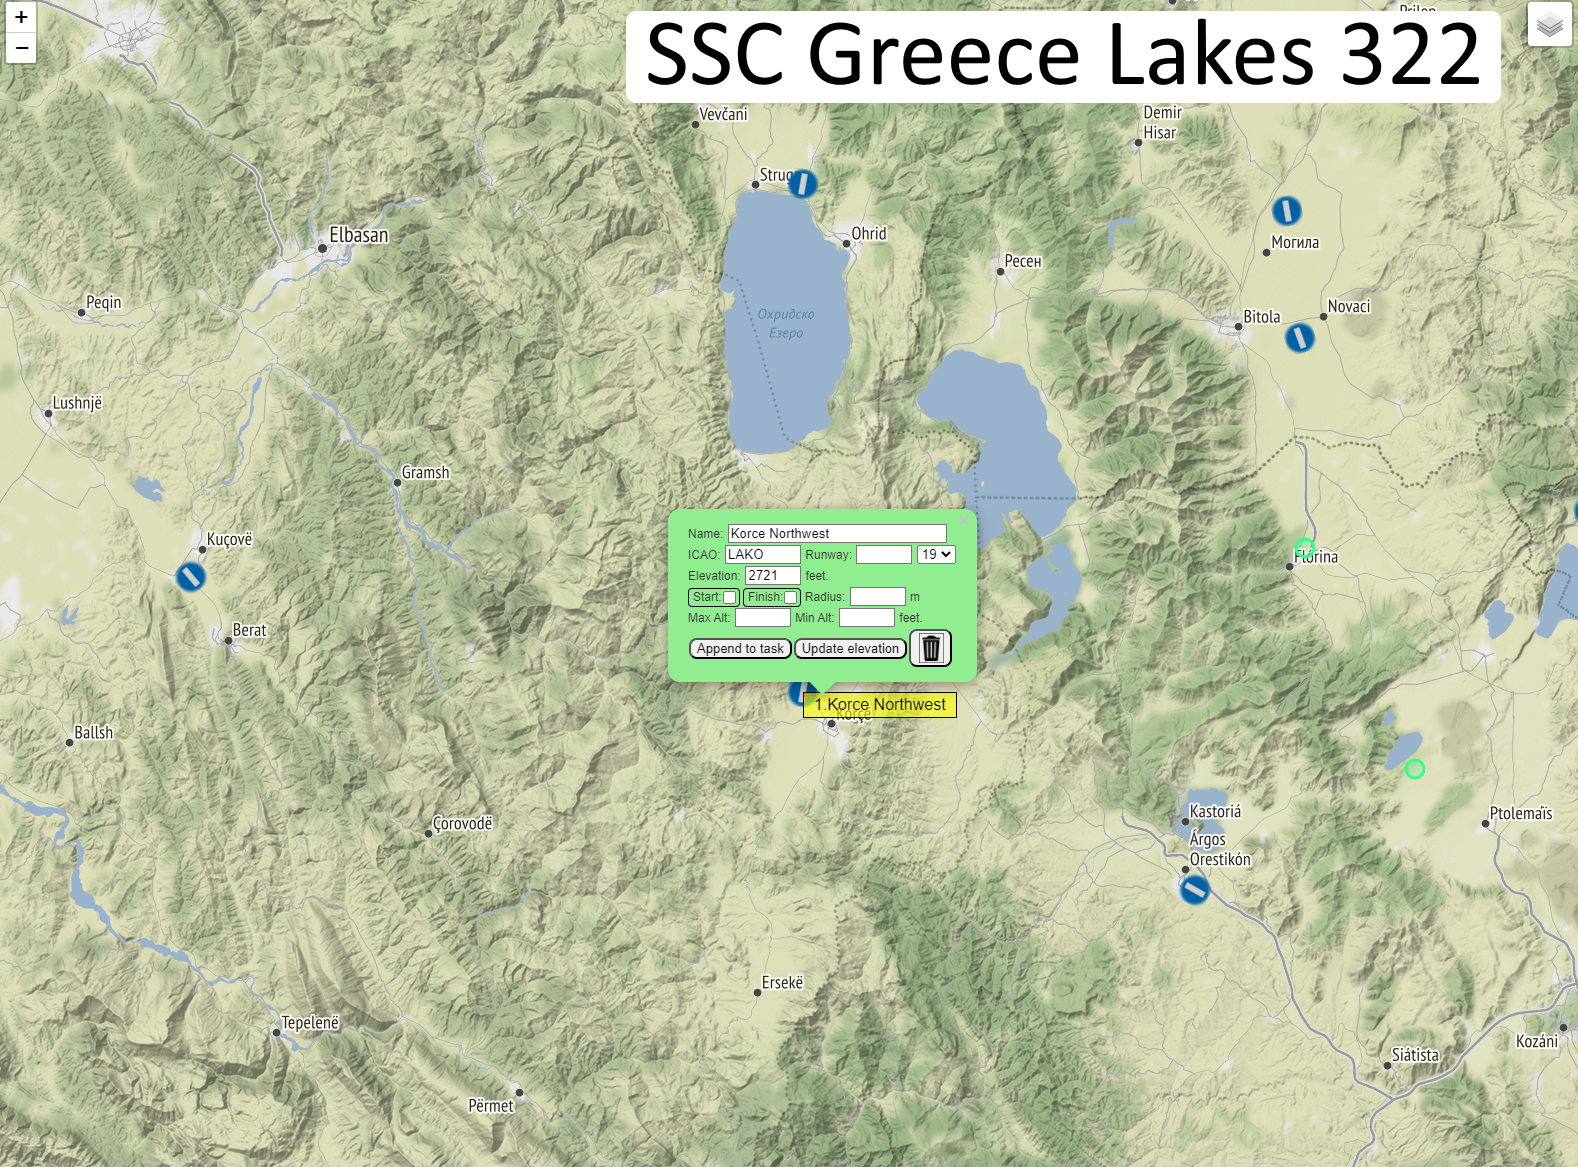 +
−
SSC Greece Lakes 322
Vevčani
Demir
Hisar
Elbasan
Ohrid
Могила
Ресен
Peqin
Охридско
Езеро
Bitola
Novaci
Lushnjë
Gramsh
Name: Korce Northwest
ICAO: LAKO Runway: 19
Elevation: 2721 feet.
Start: Finish: Radius: m
Max Alt: Min Alt: feet.
Append to task Update elevation
Kuçovë
Florina
Berat
1.Korce Northwest
Korçë
Ballsh
Kastoriá
Ptolemaïs
Çorovodë
Árgos
Orestikón
Ersekë
Tepelenë
Kozáni
Siátista
Përmet